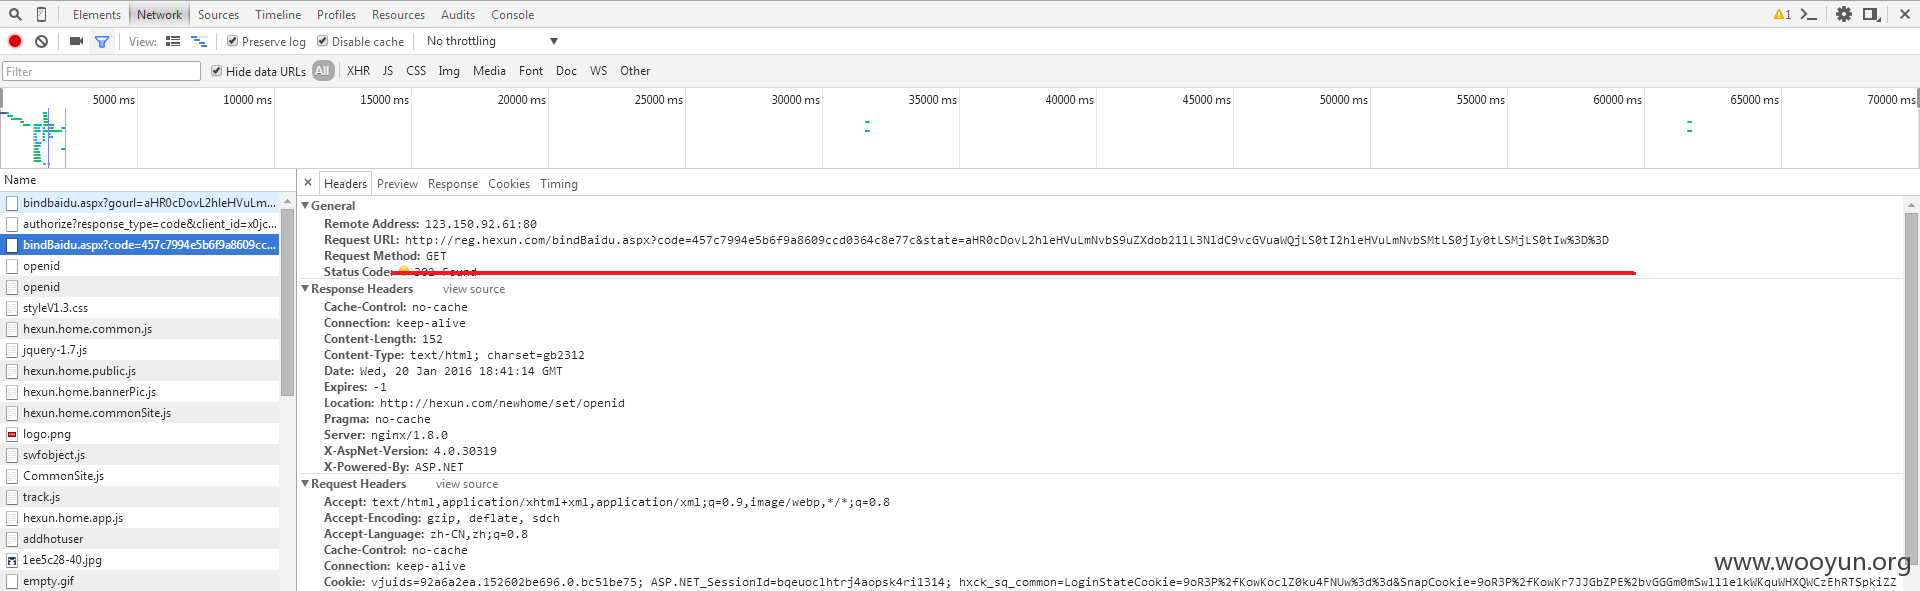 Elements Network Sources Timeline Profiles Resources Audits Console 1
View: Preserve log Disable cache No throttling
Filter Hide data URLs All XHR JS CSS Img Media Font Doc WS Other
5000 ms 10000 ms 15000 ms 20000 ms 25000 ms 30000 ms 35000 ms 40000 ms 45000 ms 50000 ms 55000 ms 60000 ms 65000 ms 70000 ms
Name
bindbaidu.aspx?gourl=aHR0cDovL2hleHVuLm...
authorize?response_type=code&client_id=x0jc...
bindBaidu.aspx?code=457c7994e5b6f9a8609cc...
openid
openid
styleV1.3.css
hexun.home.common.js
jquery-1.7.js
hexun.home.public.js
hexun.home.bannerPic.js
hexun.home.commonSite.js
logo.png
swfobject.js
CommonSite.js
track.js
hexun.home.app.js
addhotuser
1ee5c28-40.jpg
empty.gif
× Headers Preview Response Cookies Timing
General
Remote Address: 123.150.92.61:80
Request URL: http://reg.hexun.com/bindBaidu.aspx?code=457c7994e5b6f9a8609ccd0364c8e77c&state=aHR0cDovL2hleHVuLmNvbS9uZXdob21lL3NldC9vcGVuaWQjLS0tI2hleHVuLmNvbSMtLS0jIy0tLSMjLS0tIw%3D%3D
Request Method: GET
Status Code: 302 Found
Response Headers view source
Cache-Control: no-cache
Connection: keep-alive
Content-Length: 152
Content-Type: text/html; charset=gb2312
Date: Wed, 20 Jan 2016 18:41:14 GMT
Expires: -1
Location: http://hexun.com/newhome/set/openid
Pragma: no-cache
Server: nginx/1.8.0
X-AspNet-Version: 4.0.30319
X-Powered-By: ASP.NET
Request Headers view source
Accept: text/html,application/xhtml+xml,application/xml;q=0.9,image/webp,*/*;q=0.8
Accept-Encoding: gzip, deflate, sdch
Accept-Language: zh-CN,zh;q=0.8
Cache-Control: no-cache
Connection: keep-alive
Cookie: vjuids=92a6a2ea.152602be696.0.bc51be75; ASP.NET_SessionId=bqeuoclhtrj4aopsk4ri1314; hxck_sq_common=LoginStateCookie=9oR3P%2fKowKoclZ0ku4FNUw%3d%3d&SnapCookie=9oR3P%2fKowKr7JJGbZPE%2bvGGGm0mSwll1e1kWKquWHXQWCzEhRTSpkiZZ
www.wooyun.org